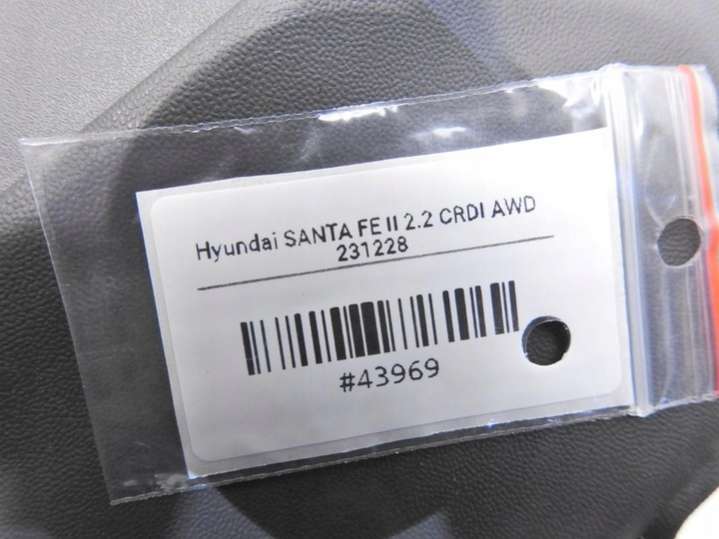 Hyundai SANTA FE II 2.2 CRDI AWD
231228
#43969